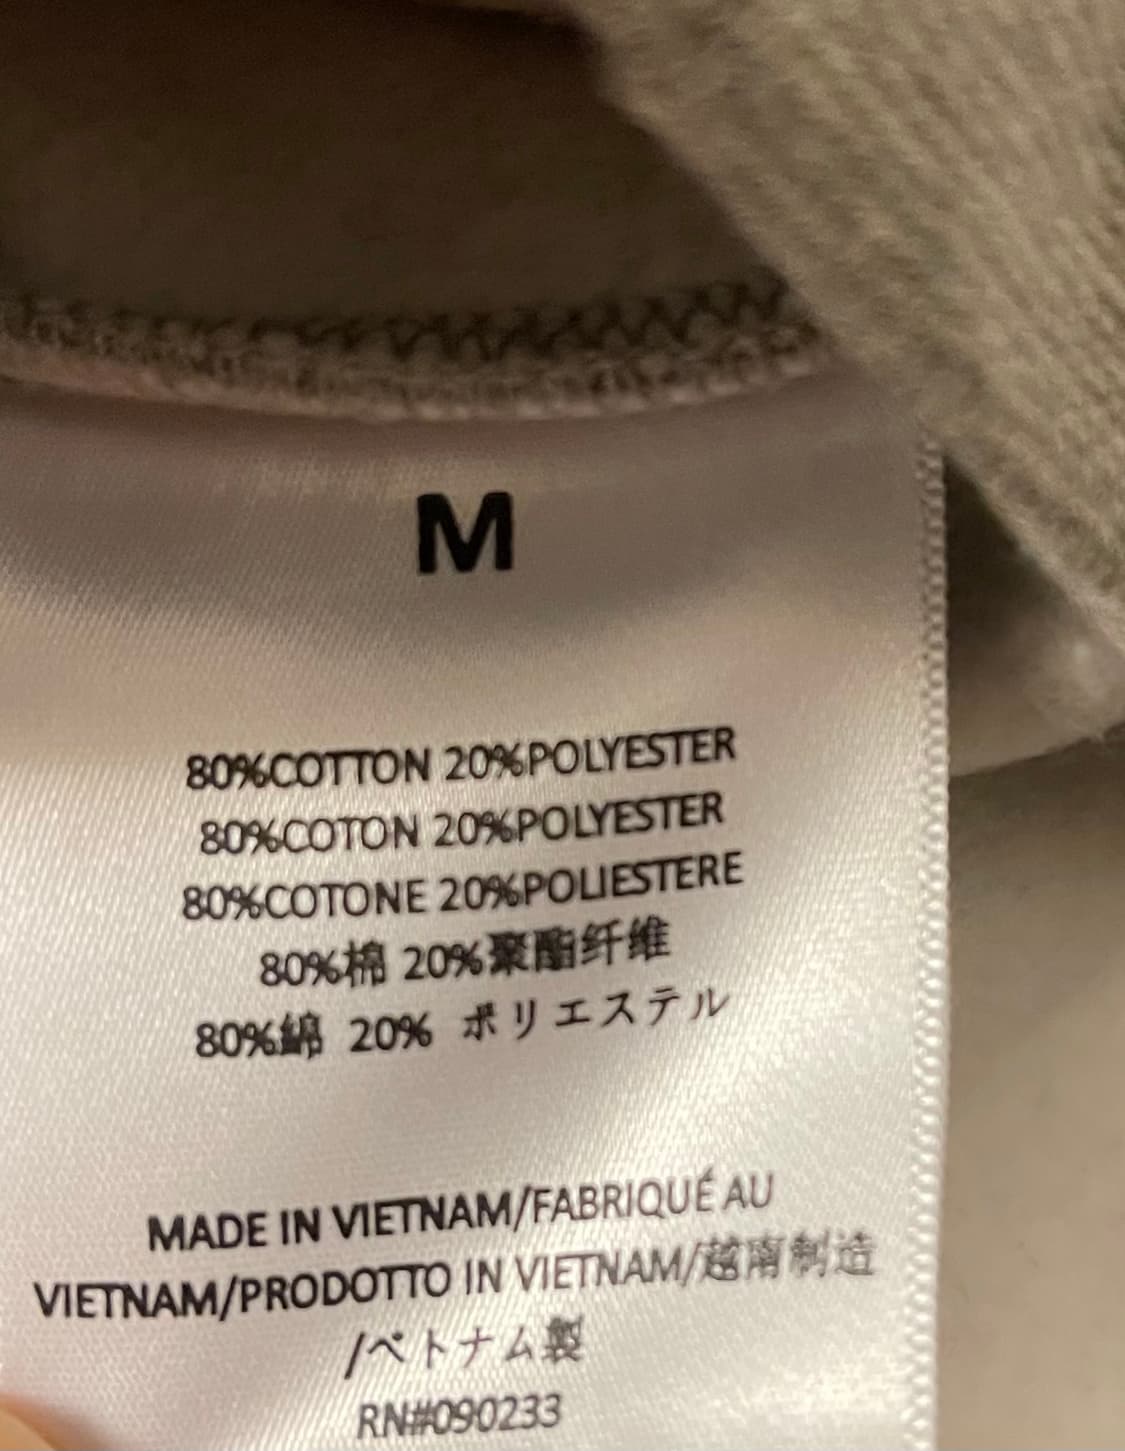 M
80%COTTON 20%POLYESTER
80%COTON 20%POLYESTER
80%COTONE 20%POLIESTERE
80%棉 20%聚酯纤维
80%綿 20% ポリエステル
MADE IN VIETNAM/FABRIQUÉ AU
VIETNAM/PRODOTTO IN VIETNAM/越南制造
/ベトナム製
RN#090233